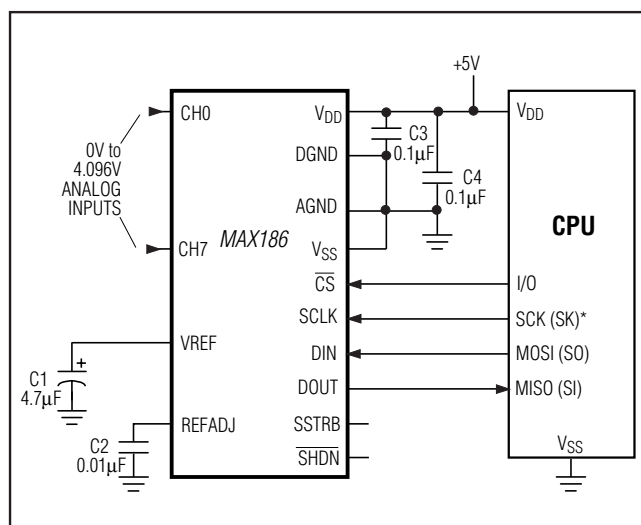 +5V
CH0
VDD
C3
0.1µF
VDD
0V to
4.096V
ANALOG
INPUTS
DGND
C4
0.1µF
AGND
CH7
MAX186
VSS
CPU
CS
I/O
SCLK
SCK (SK)*
VREF
DIN
MOSI (SO)
C1
4.7µF
+
DOUT
MISO (SI)
REFADJ
SSTRB
C2
0.01µF
SHDN
VSS